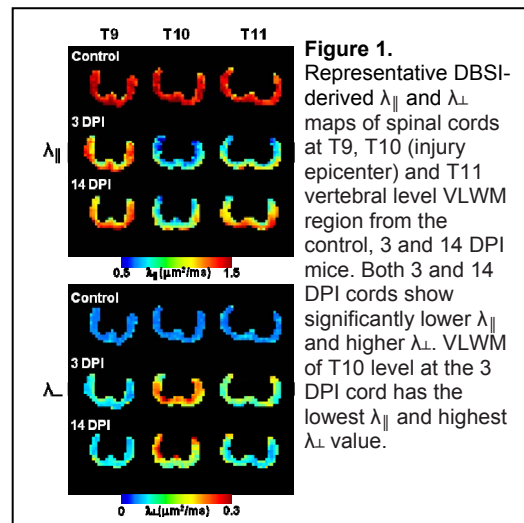 T9 T10 T11
Control
3 DPI
λ∥
14 DPI
0.5 λ∥(μm²/ms) 1.5
Control
3 DPI
λ⊥
14 DPI
0 λ⊥(μm²/ms) 0.3
Figure 1.
Representative DBSI-
derived λ∥ and λ⊥
maps of spinal cords
at T9, T10 (injury
epicenter) and T11
vertebral level VLWM
region from the
control, 3 and 14 DPI
mice. Both 3 and 14
DPI cords show
significantly lower λ∥
and higher λ⊥. VLWM
of T10 level at the 3
DPI cord has the
lowest λ∥ and highest
λ⊥ value.